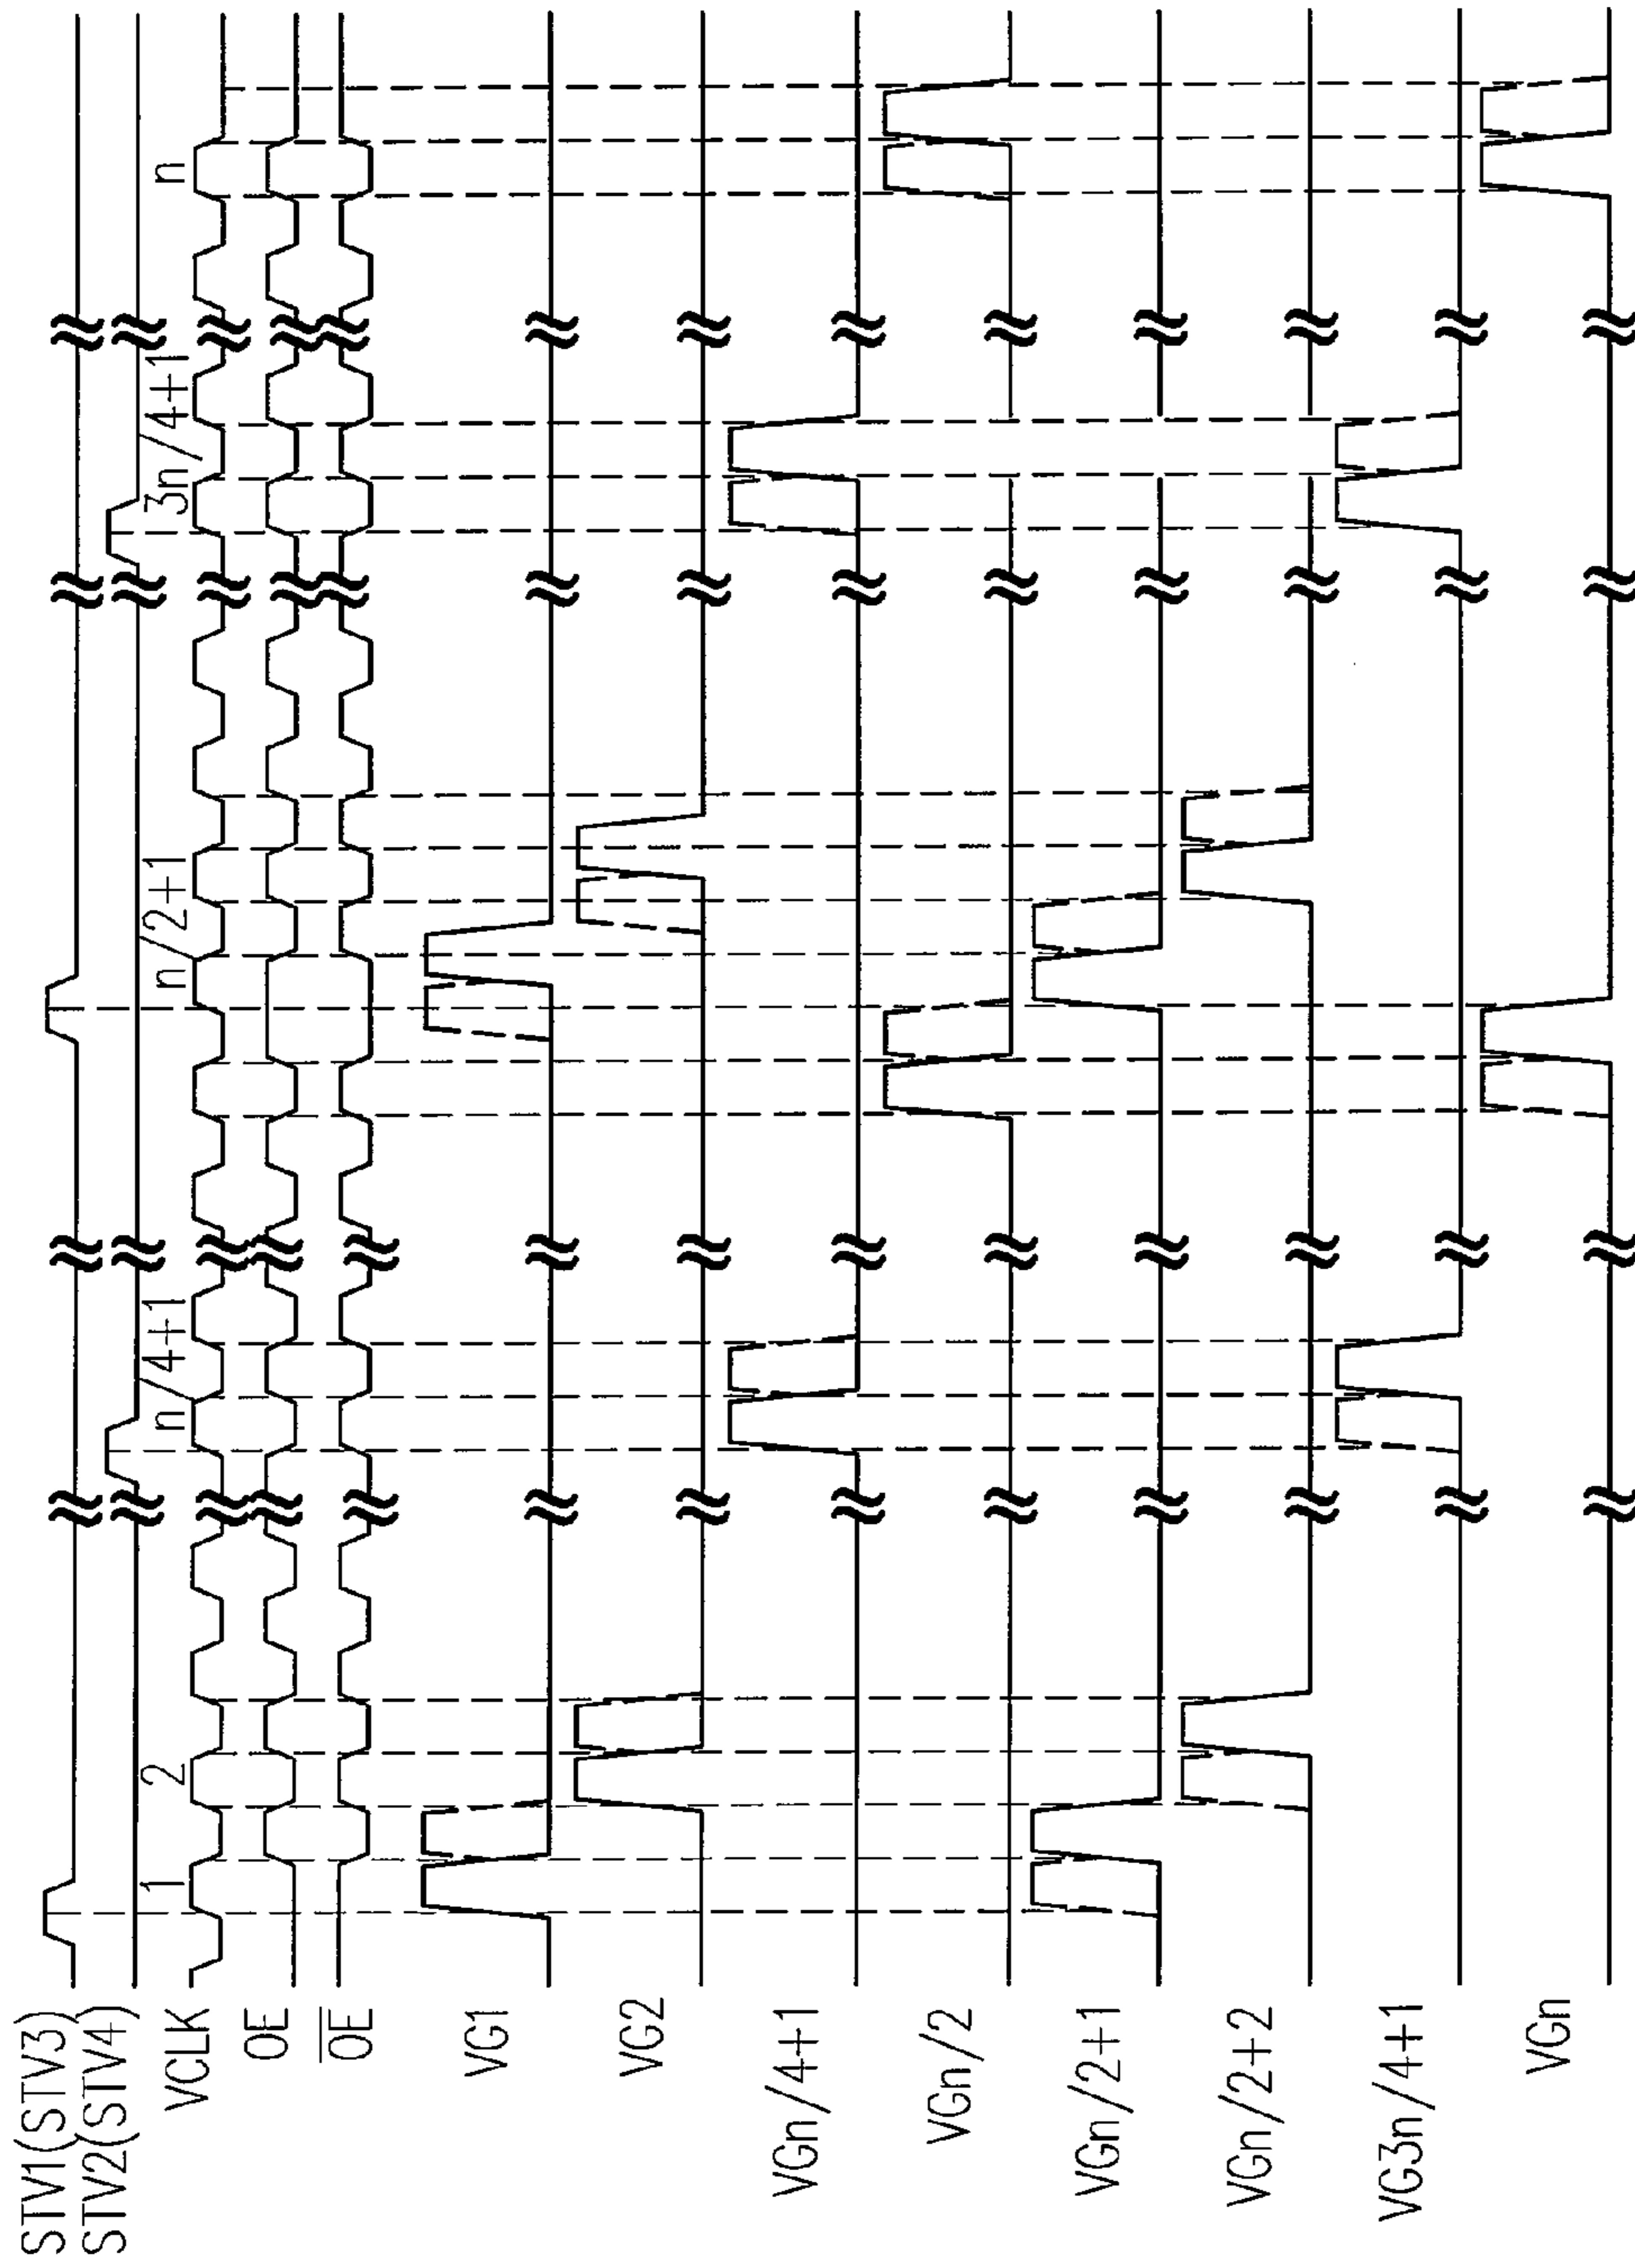 STV1(STV3)
STV2(STV4)
VCLK
1
2
n/4+1
n/2+1
3n/4+1
n
OE
O̅E̅
VG1
VG2
VGn/4+1
VGn/2
VGn/2+1
VGn/2+2
VG3n/4+1
VGn